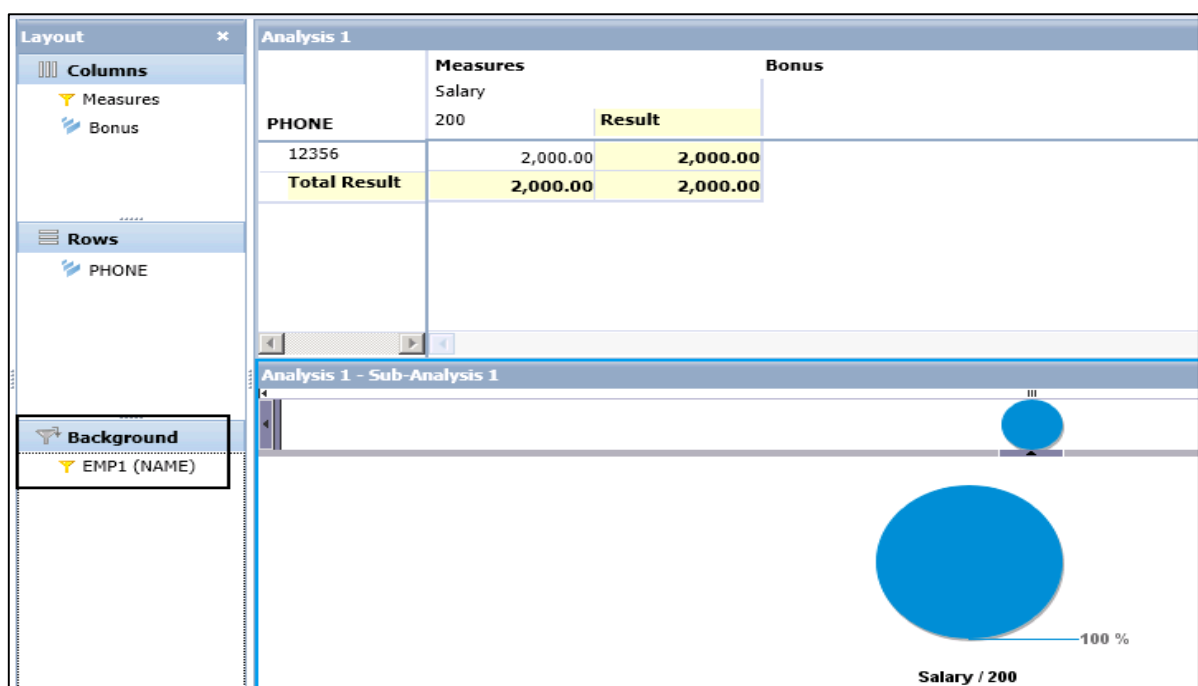 Layout ×
Columns
Measures
Bonus
Rows
PHONE
Background
EMP1 (NAME)
Analysis 1
Measures Bonus
Salary
PHONE 200 Result
12356 2,000.00 2,000.00
Total Result 2,000.00 2,000.00
Analysis 1 - Sub-Analysis 1
100 %
Salary / 200